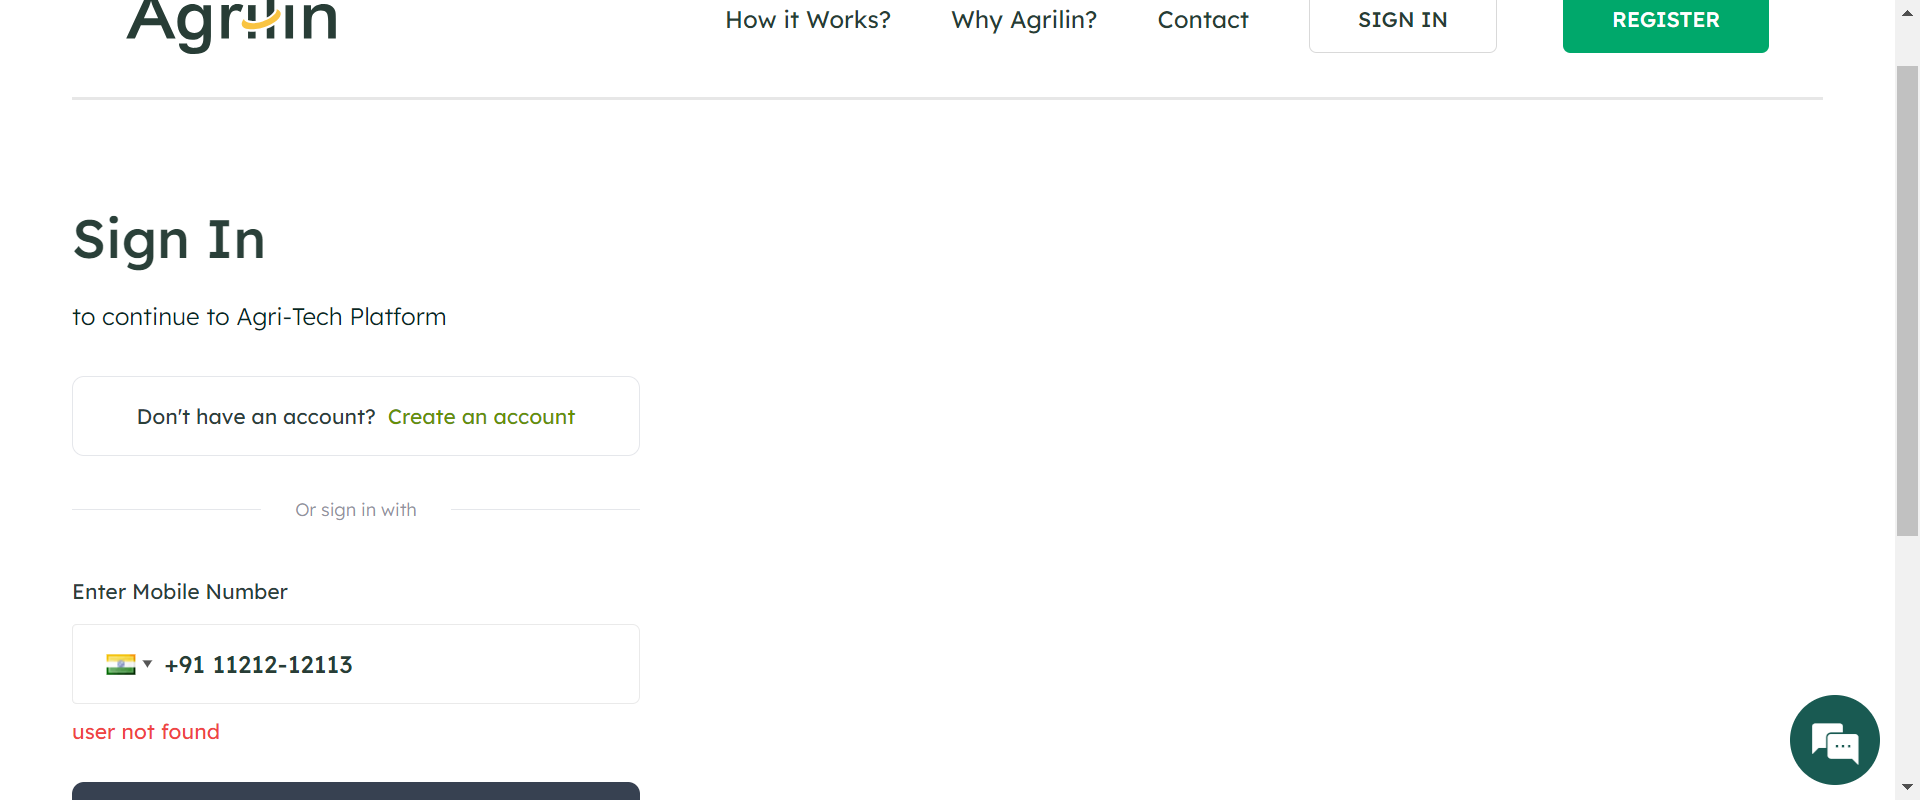 Agrilin
How it Works? Why Agrilin? Contact SIGN IN REGISTER
Sign In
to continue to Agri-Tech Platform
Don't have an account? Create an account
Or sign in with
Enter Mobile Number
+91 11212-12113
user not found